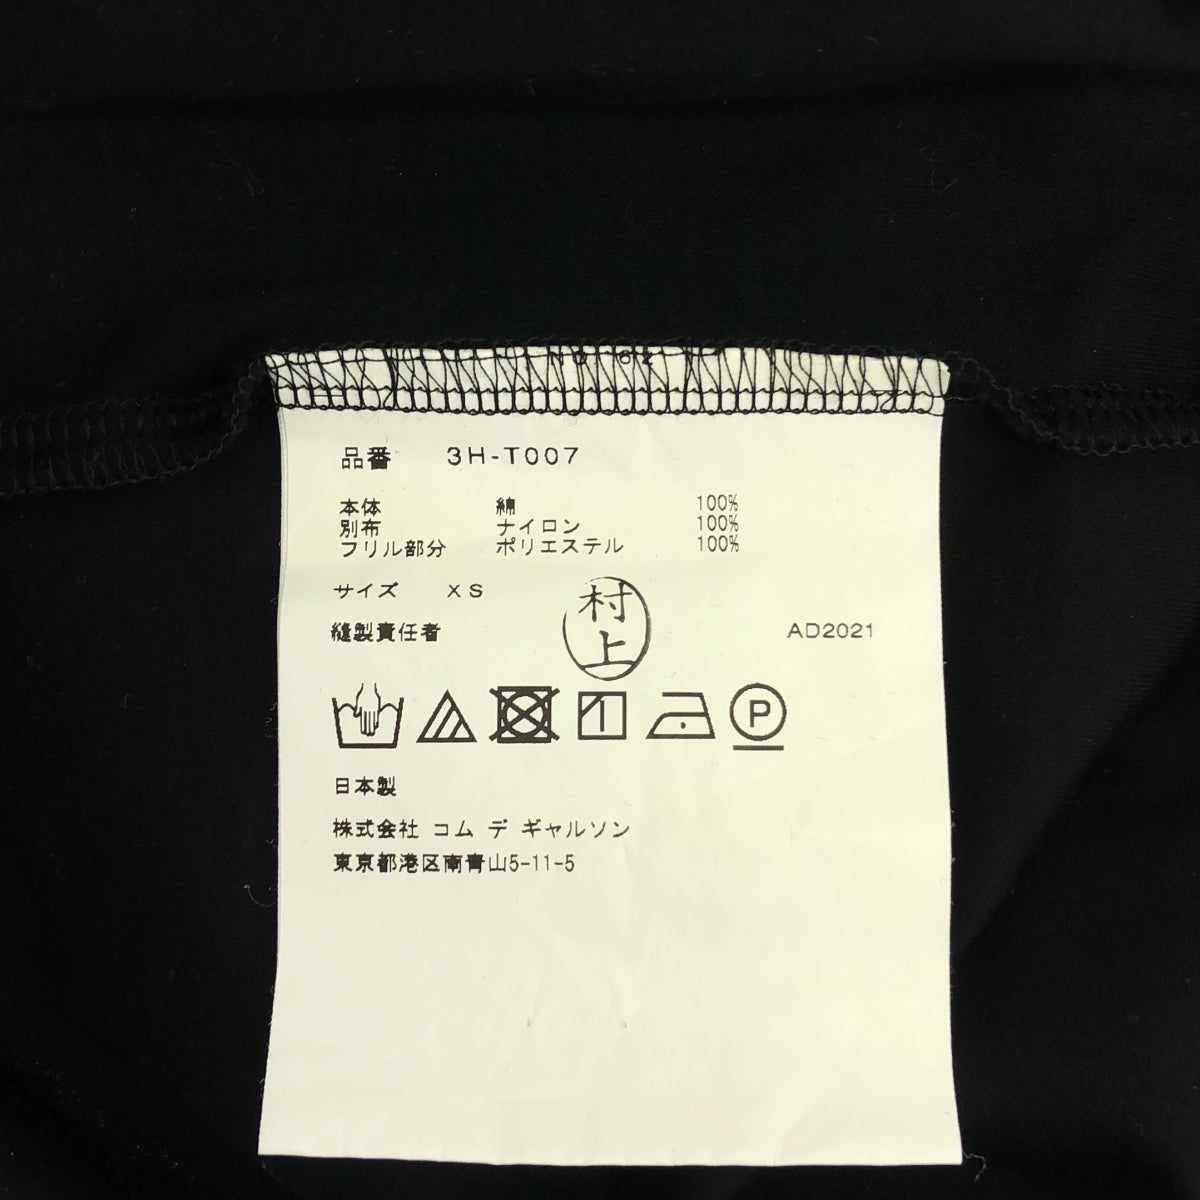 品番 3H-T007
本体 綿 100%
別布 ナイロン 100%
フリル部分 ポリエステル 100%
サイズ XS
村上
縫製責任者 AD2021
P
日本製
株式会社 コム デ ギャルソン
東京都港区南青山5-11-5